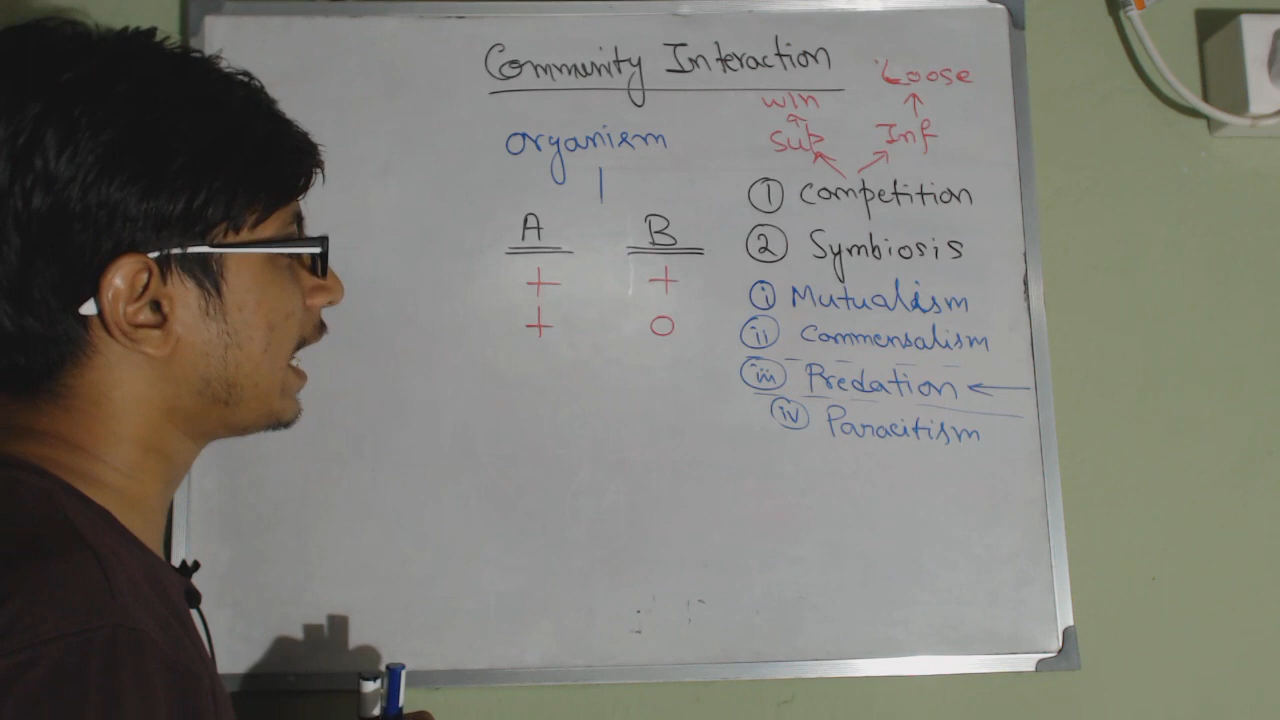 Community Interaction
Loose
win
organism
Sup Inf
① Competition
A B
② Symbiosis
+ +
ⓘ Mutualism
+ 0
ii Commensalism
iii Predation ←
iv Paracitism